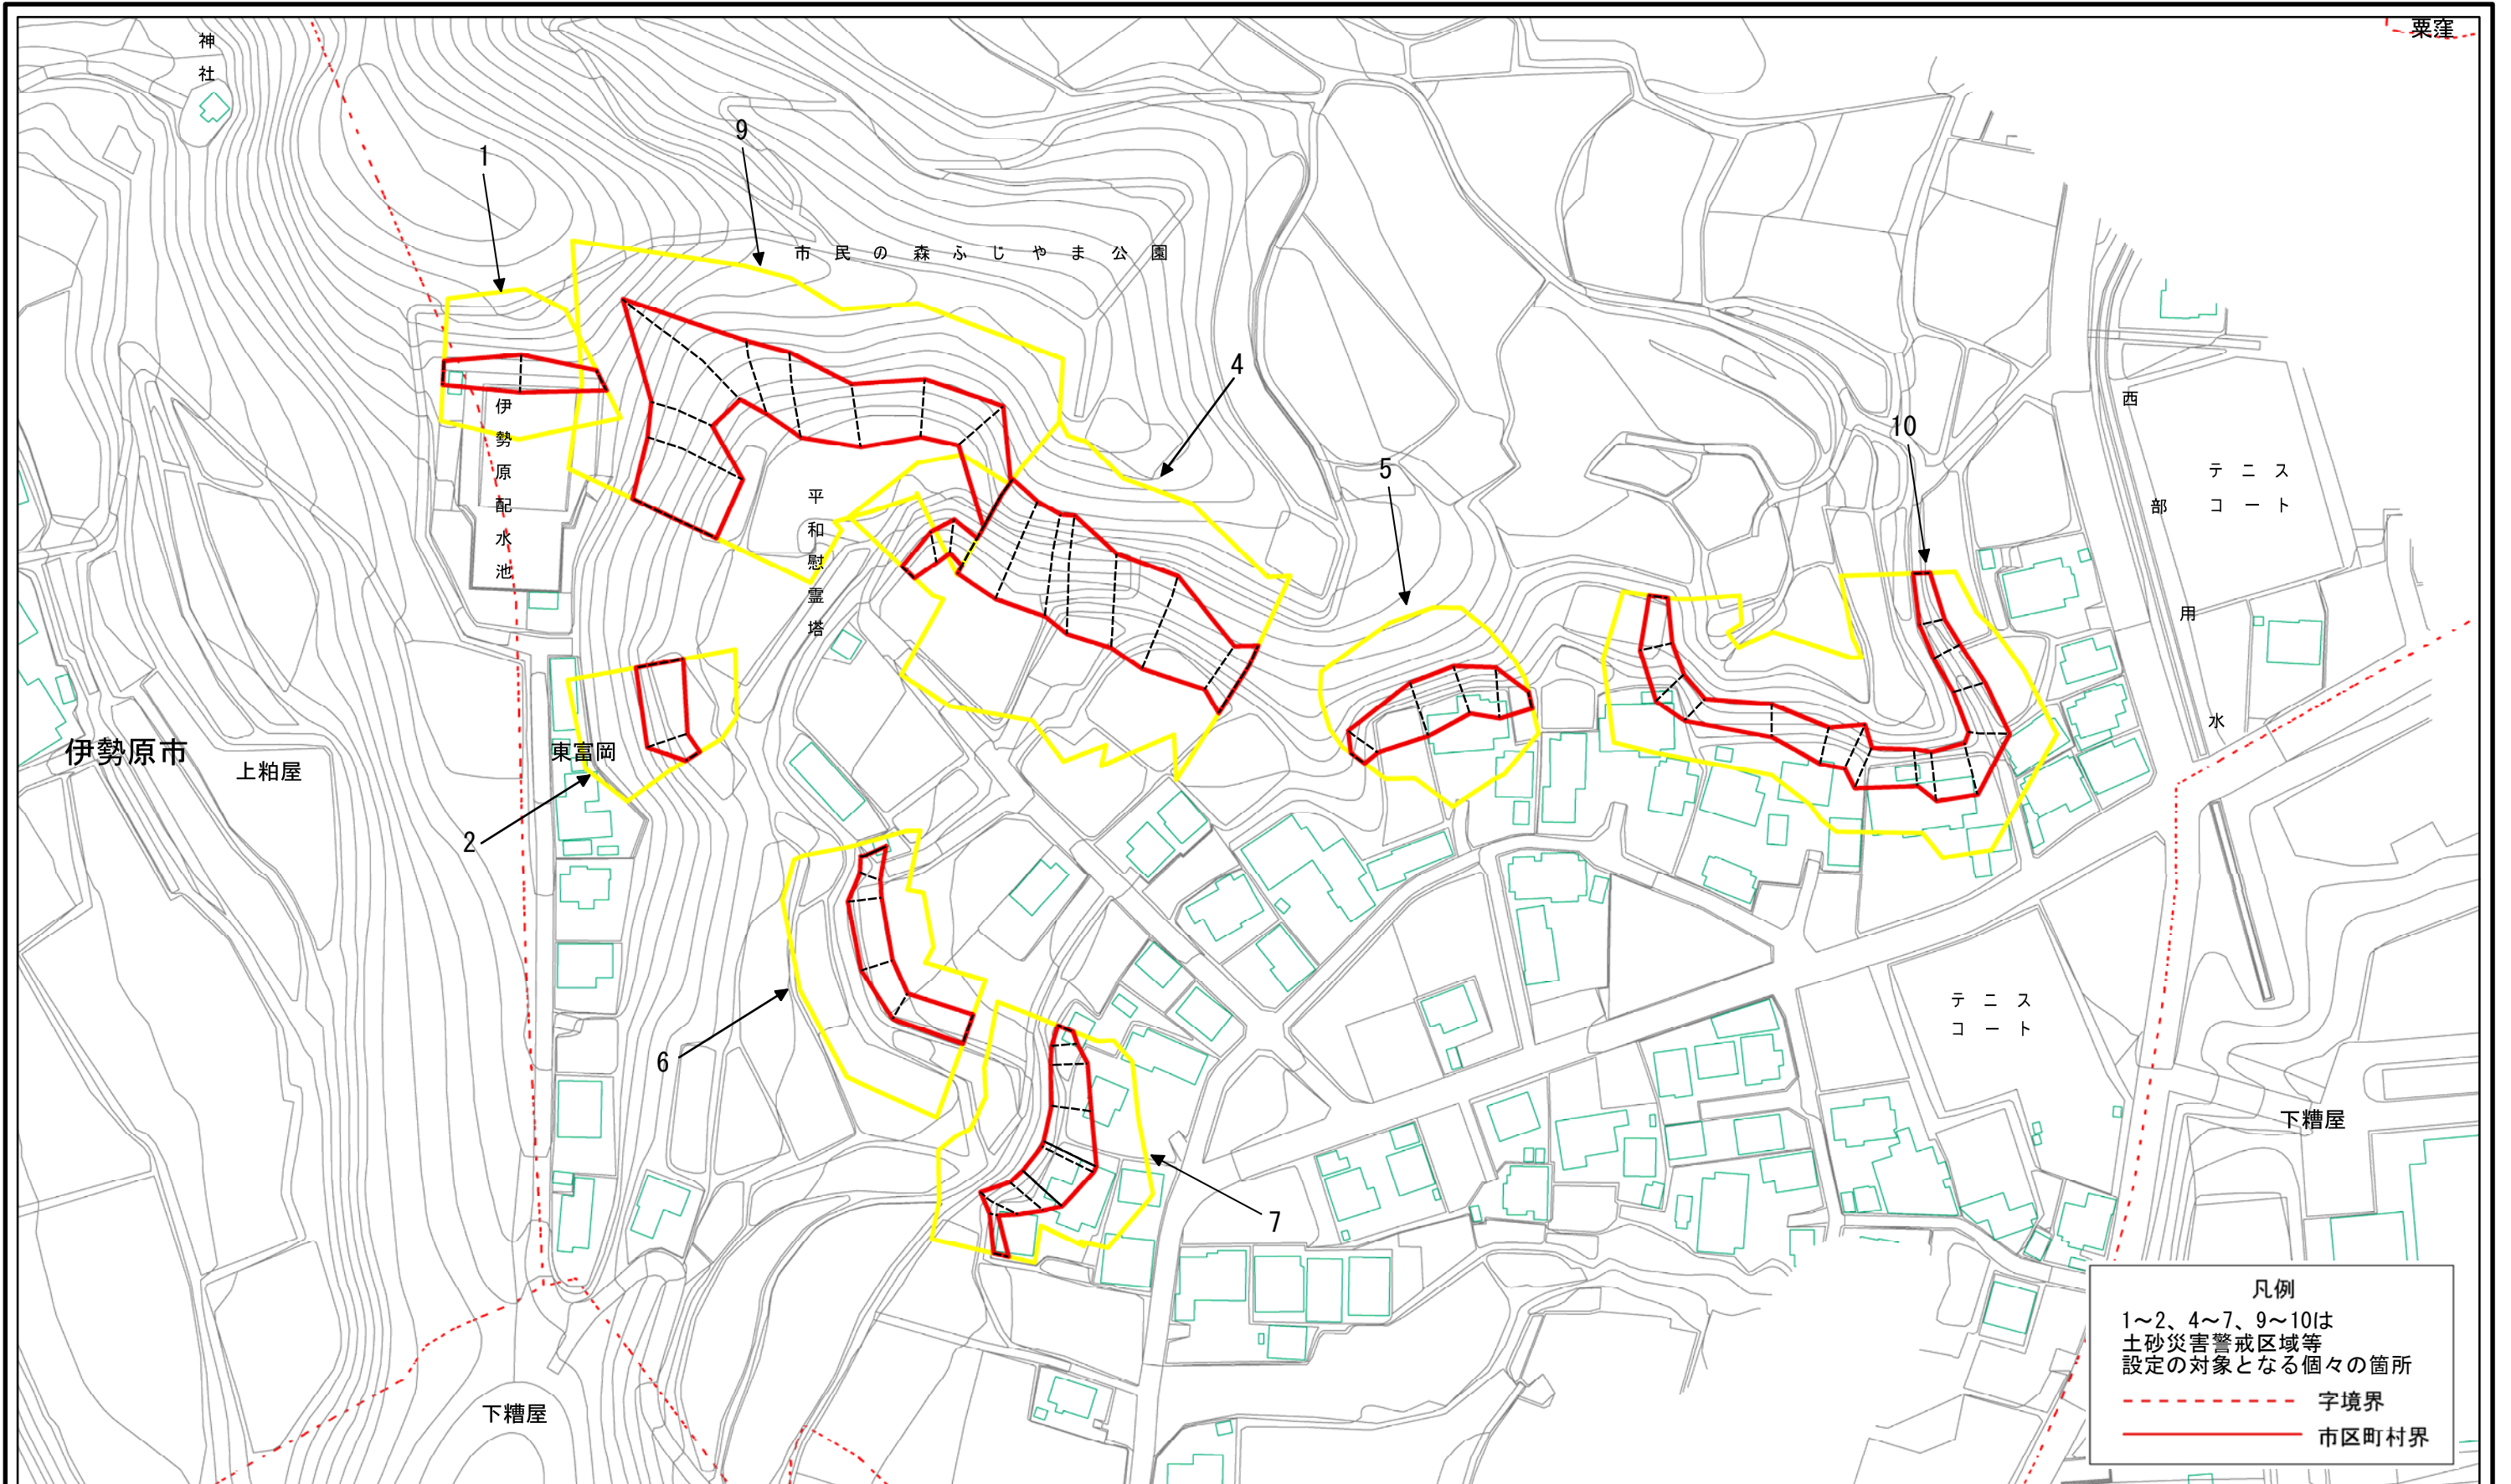 神社
粟窪
9
1
市民の森ふじやま公園
4
10
5
西部用水
テニス
コート
伊勢原配水池
平和慰霊塔
伊勢原市
上粕屋
東富岡
2
6
7
テニス
コート
下糟屋
下糟屋
凡例
1～2、4～7、9～10は
土砂災害警戒区域等
設定の対象となる個々の箇所
字境界
市区町村界